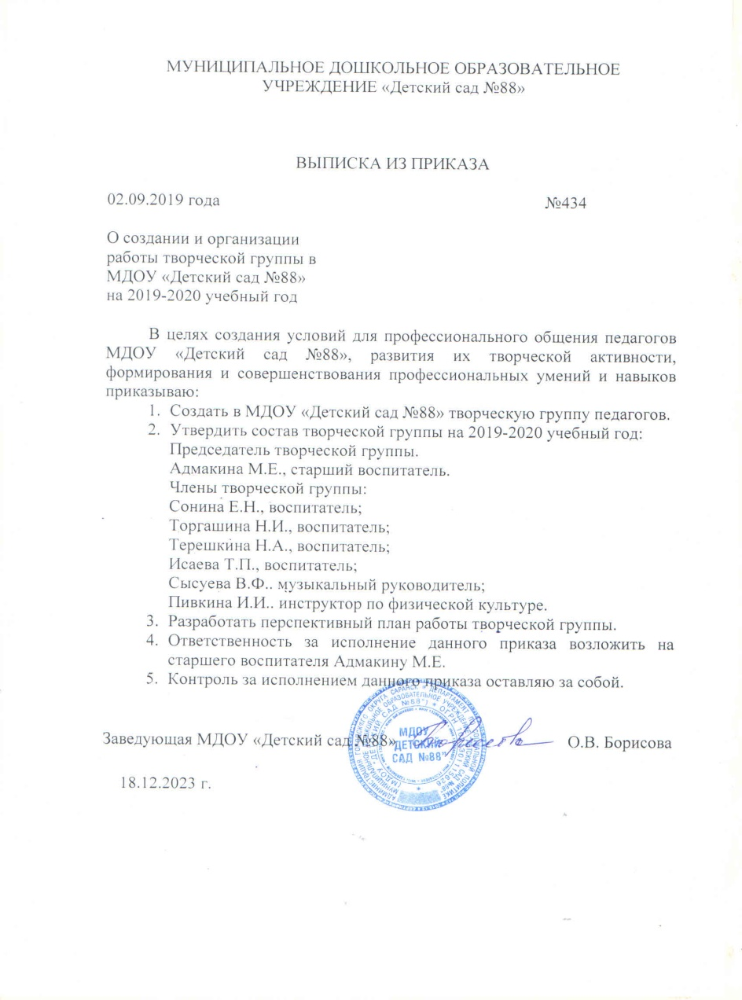 МУНИЦИПАЛЬНОЕ ДОШКОЛЬНОЕ ОБРАЗОВАТЕЛЬНОЕ
УЧРЕЖДЕНИЕ «Детский сад №88»
ВЫПИСКА ИЗ ПРИКАЗА
02.09.2019 года №434
О создании и организации
работы творческой группы в
МДОУ «Детский сад №88»
на 2019-2020 учебный год
В целях создания условий для профессионального общения педагогов
МДОУ «Детский сад №88», развития их творческой активности,
формирования и совершенствования профессиональных умений и навыков
приказываю:
1. Создать в МДОУ «Детский сад №88» творческую группу педагогов.
2. Утвердить состав творческой группы на 2019-2020 учебный год:
Председатель творческой группы.
Адмакина М.Е., старший воспитатель.
Члены творческой группы:
Сонина Е.Н., воспитатель;
Торгашина Н.И., воспитатель;
Терешкина Н.А., воспитатель;
Исаева Т.П., воспитатель;
Сысуева В.Ф.. музыкальный руководитель;
Пивкина И.И.. инструктор по физической культуре.
3. Разработать перспективный план работы творческой группы.
4. Ответственность за исполнение данного приказа возложить на
старшего воспитателя Адмакину М.Е.
5. Контроль за исполнением данного приказа оставляю за собой.
Заведующая МДОУ «Детский сад №88» О.В. Борисова
МДОУ
"ДЕТСКИЙ
САД №88"
18.12.2023 г.